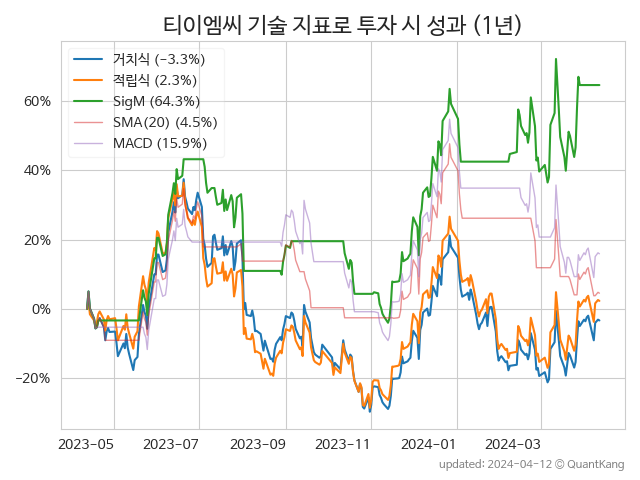 티이엠씨 기술 지표로 투자 시 성과 (1년)
거치식 (−3.3%)
적립식 (2.3%)
SigM (64.3%)
SMA(20) (4.5%)
MACD (15.9%)
60%
40%
20%
0%
−20%
2023-05 2023-07 2023-09 2023-11 2024-01 2024-03
updated: 2024-04-12 © QuantKang